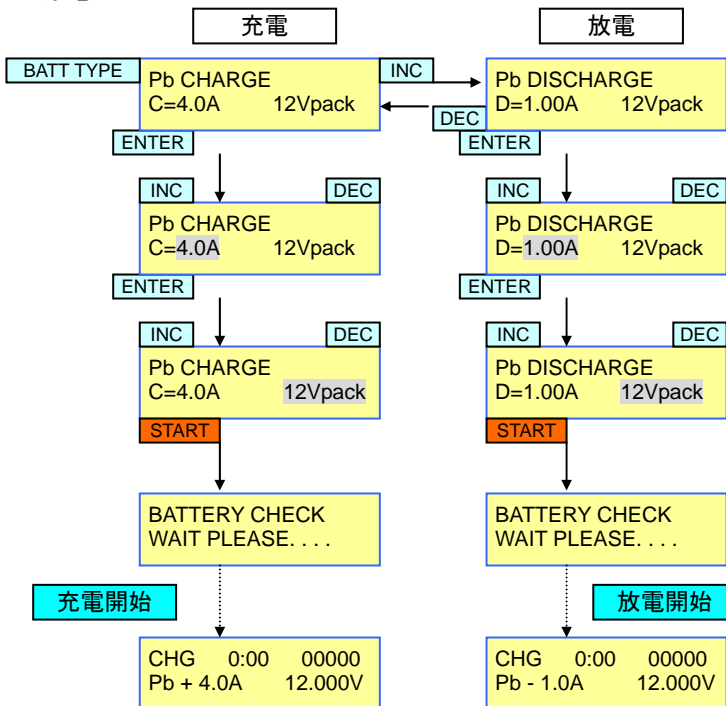 充電 放電
BATT TYPE Pb CHARGE INC Pb DISCHARGE
C=4.0A 12Vpack DEC D=1.00A 12Vpack
ENTER ENTER
INC DEC INC DEC
Pb CHARGE Pb DISCHARGE
C=4.0A 12Vpack D=1.00A 12Vpack
ENTER ENTER
INC DEC INC DEC
Pb CHARGE Pb DISCHARGE
C=4.0A 12Vpack D=1.00A 12Vpack
START START
BATTERY CHECK BATTERY CHECK
WAIT PLEASE. . . . WAIT PLEASE. . . .
充電開始 放電開始
CHG 0:00 00000 CHG 0:00 00000
Pb + 4.0A 12.000V Pb - 1.0A 12.000V